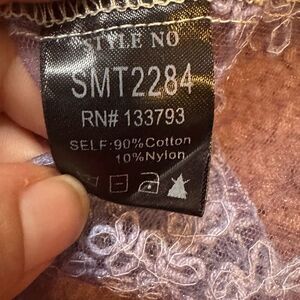 STYLE NO
SMT2284
RN# 133793
SELF: 90%Cotton
10%Nylon